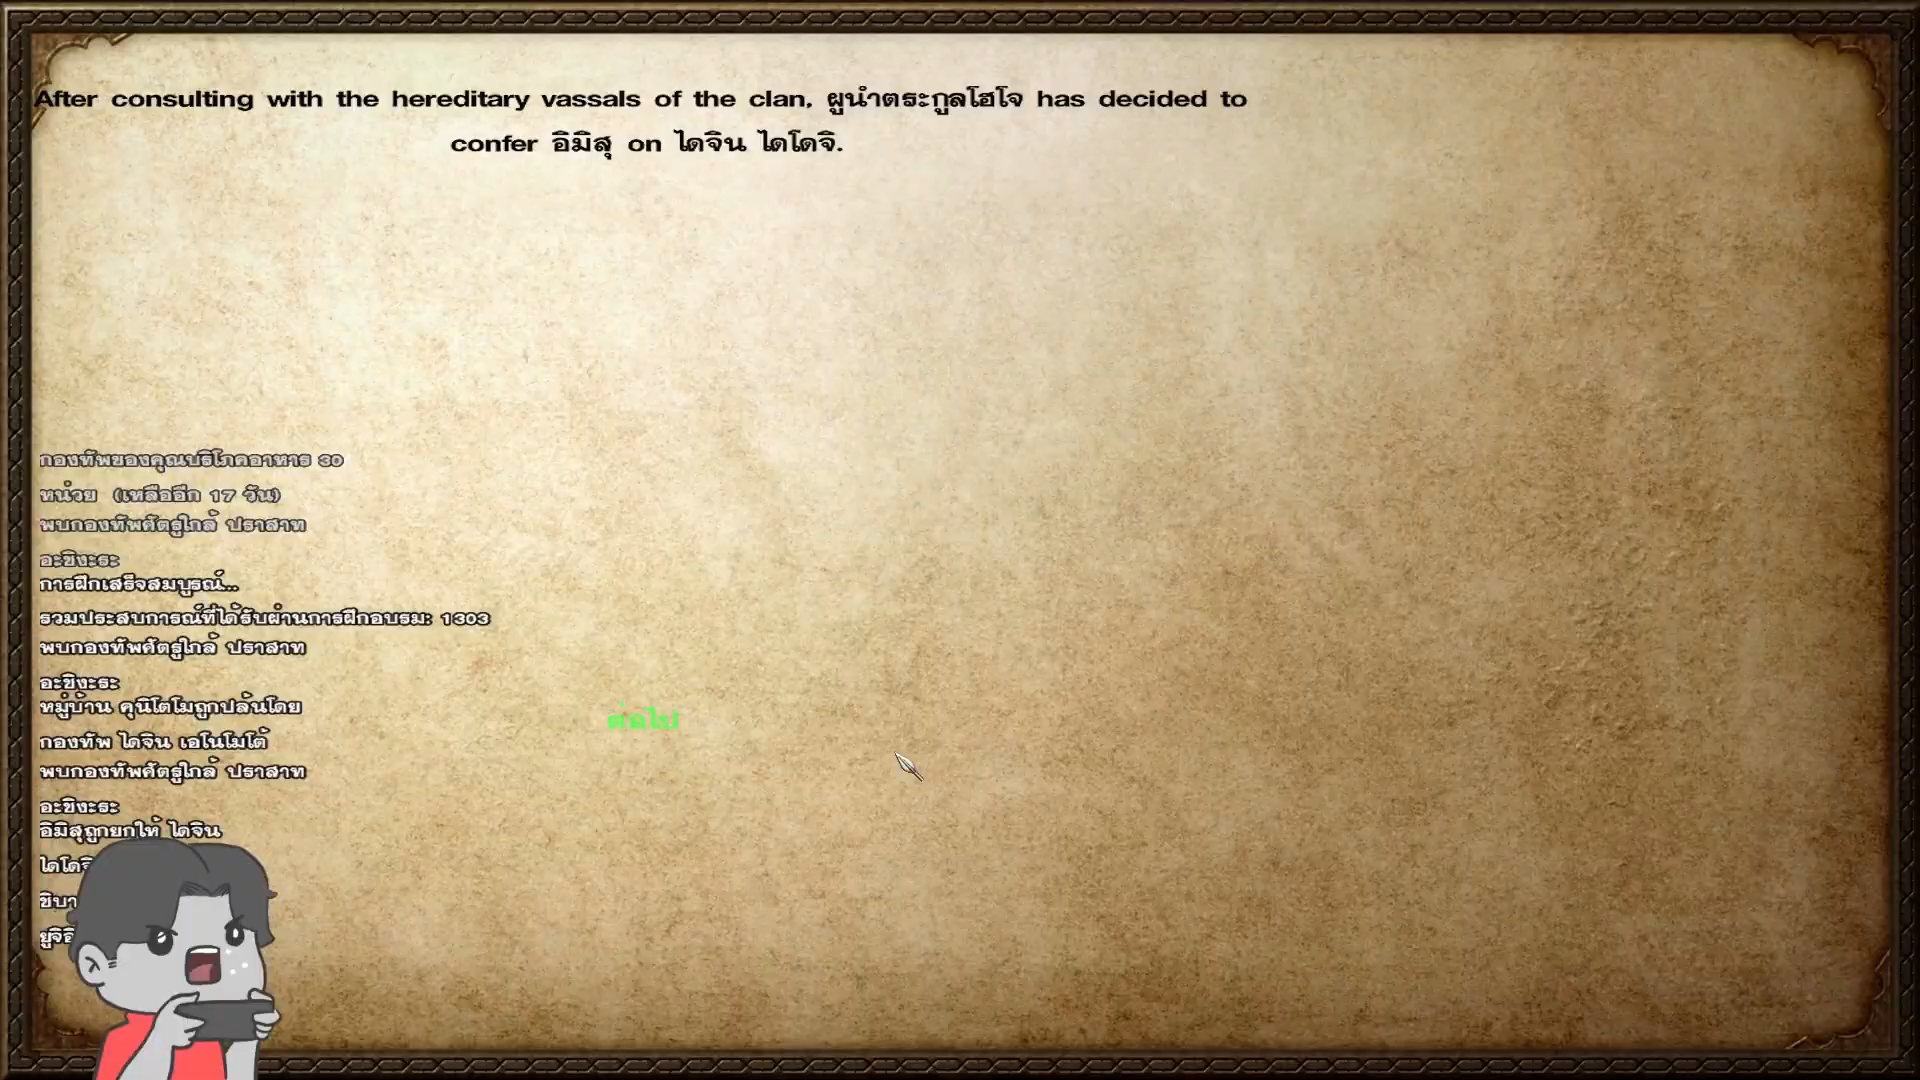 After consulting with the hereditary vassals of the clan, ผู้นำตระกูลโฮโจ has decided to
confer อิมิสุ on ไดจิน ไดโดจิ.
กองทัพของคุณบริโภคอาหาร 30
หน่วย (เหลืออีก 17 วัน)
พบกองทัพศัตรูใกล้ ปราสาท
อะชิงะระ
การฝึกเสร็จสมบูรณ์...
รวมประสบการณ์ที่ได้รับผ่านการฝึกอบรม: 1303
พบกองทัพศัตรูใกล้ ปราสาท
อะชิงะระ
หมู่บ้าน คุนิโตโมถูกปล้นโดย
กองทัพ ไดจิน เอโนโมโต้
พบกองทัพศัตรูใกล้ ปราสาท
อะชิงะระ
อิมิสุถูกยกให้ ไดจิน
ต่อไป